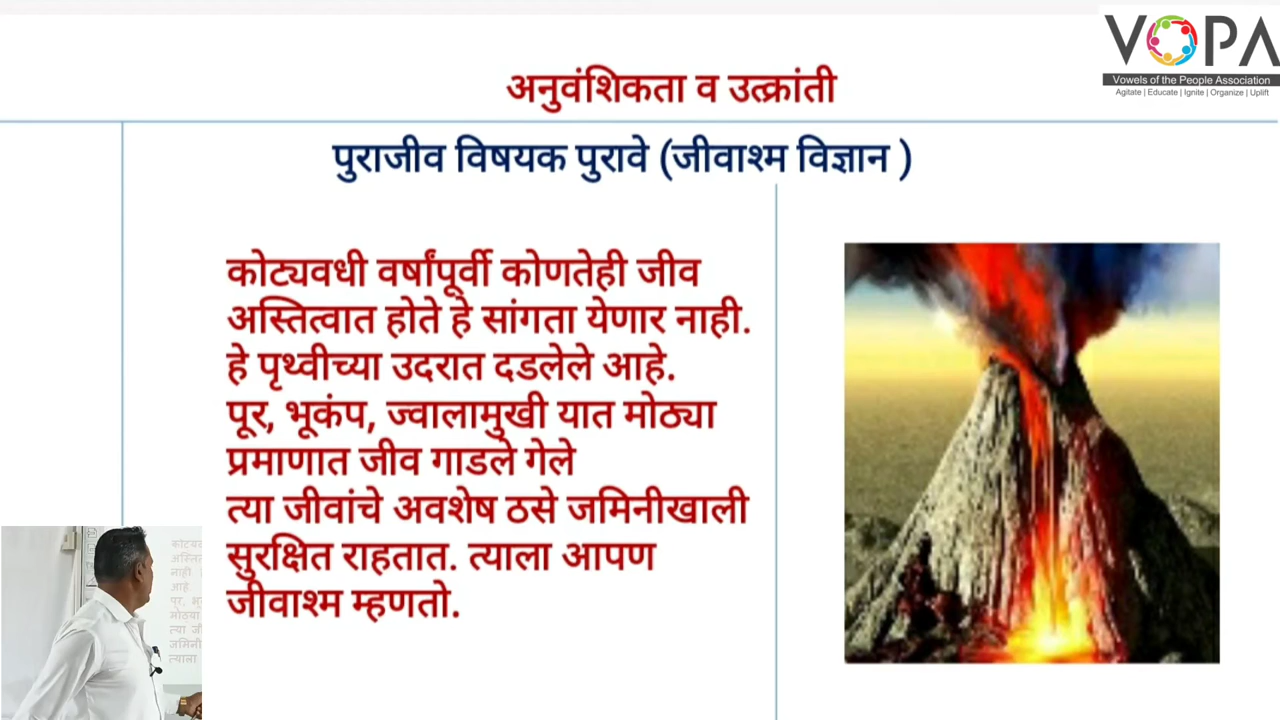 VOPA
Vowels of the People Association
Agitate | Educate | Ignite | Organize | Uplift
अनुवंशिकता व उत्क्रांती
पुराजीव विषयक पुरावे (जीवाश्म विज्ञान )
कोट्यवधी वर्षांपूर्वी कोणतेही जीव
अस्तित्वात होते हे सांगता येणार नाही.
हे पृथ्वीच्या उदरात दडलेले आहे.
पूर, भूकंप, ज्वालामुखी यात मोठ्या
प्रमाणात जीव गाडले गेले
त्या जीवांचे अवशेष ठसे जमिनीखाली
सुरक्षित राहतात. त्याला आपण
जीवाश्म म्हणतो.